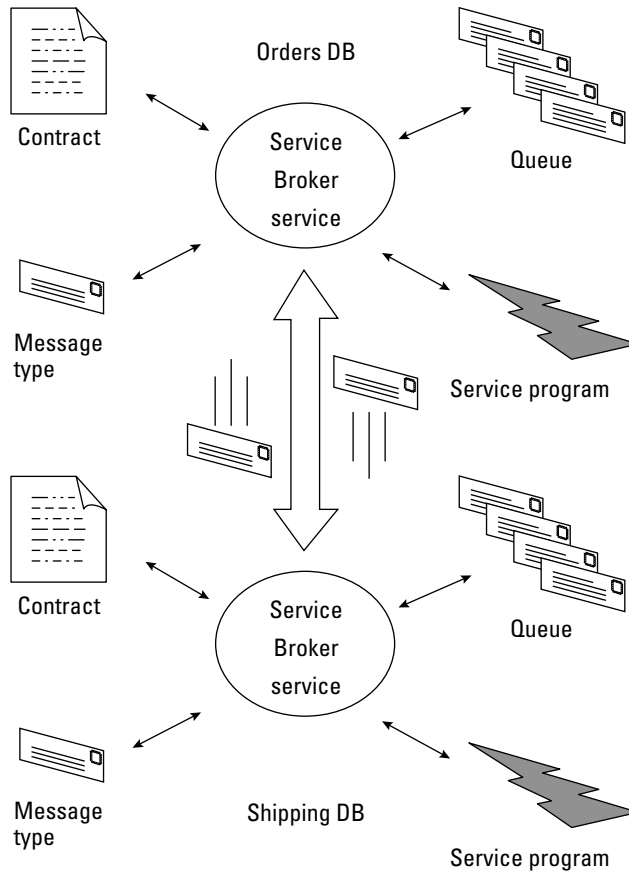 Orders DB
Contract
Service
Broker
service
Queue
Message
type
Service program
Contract
Service
Broker
service
Queue
Message
type
Shipping DB
Service program